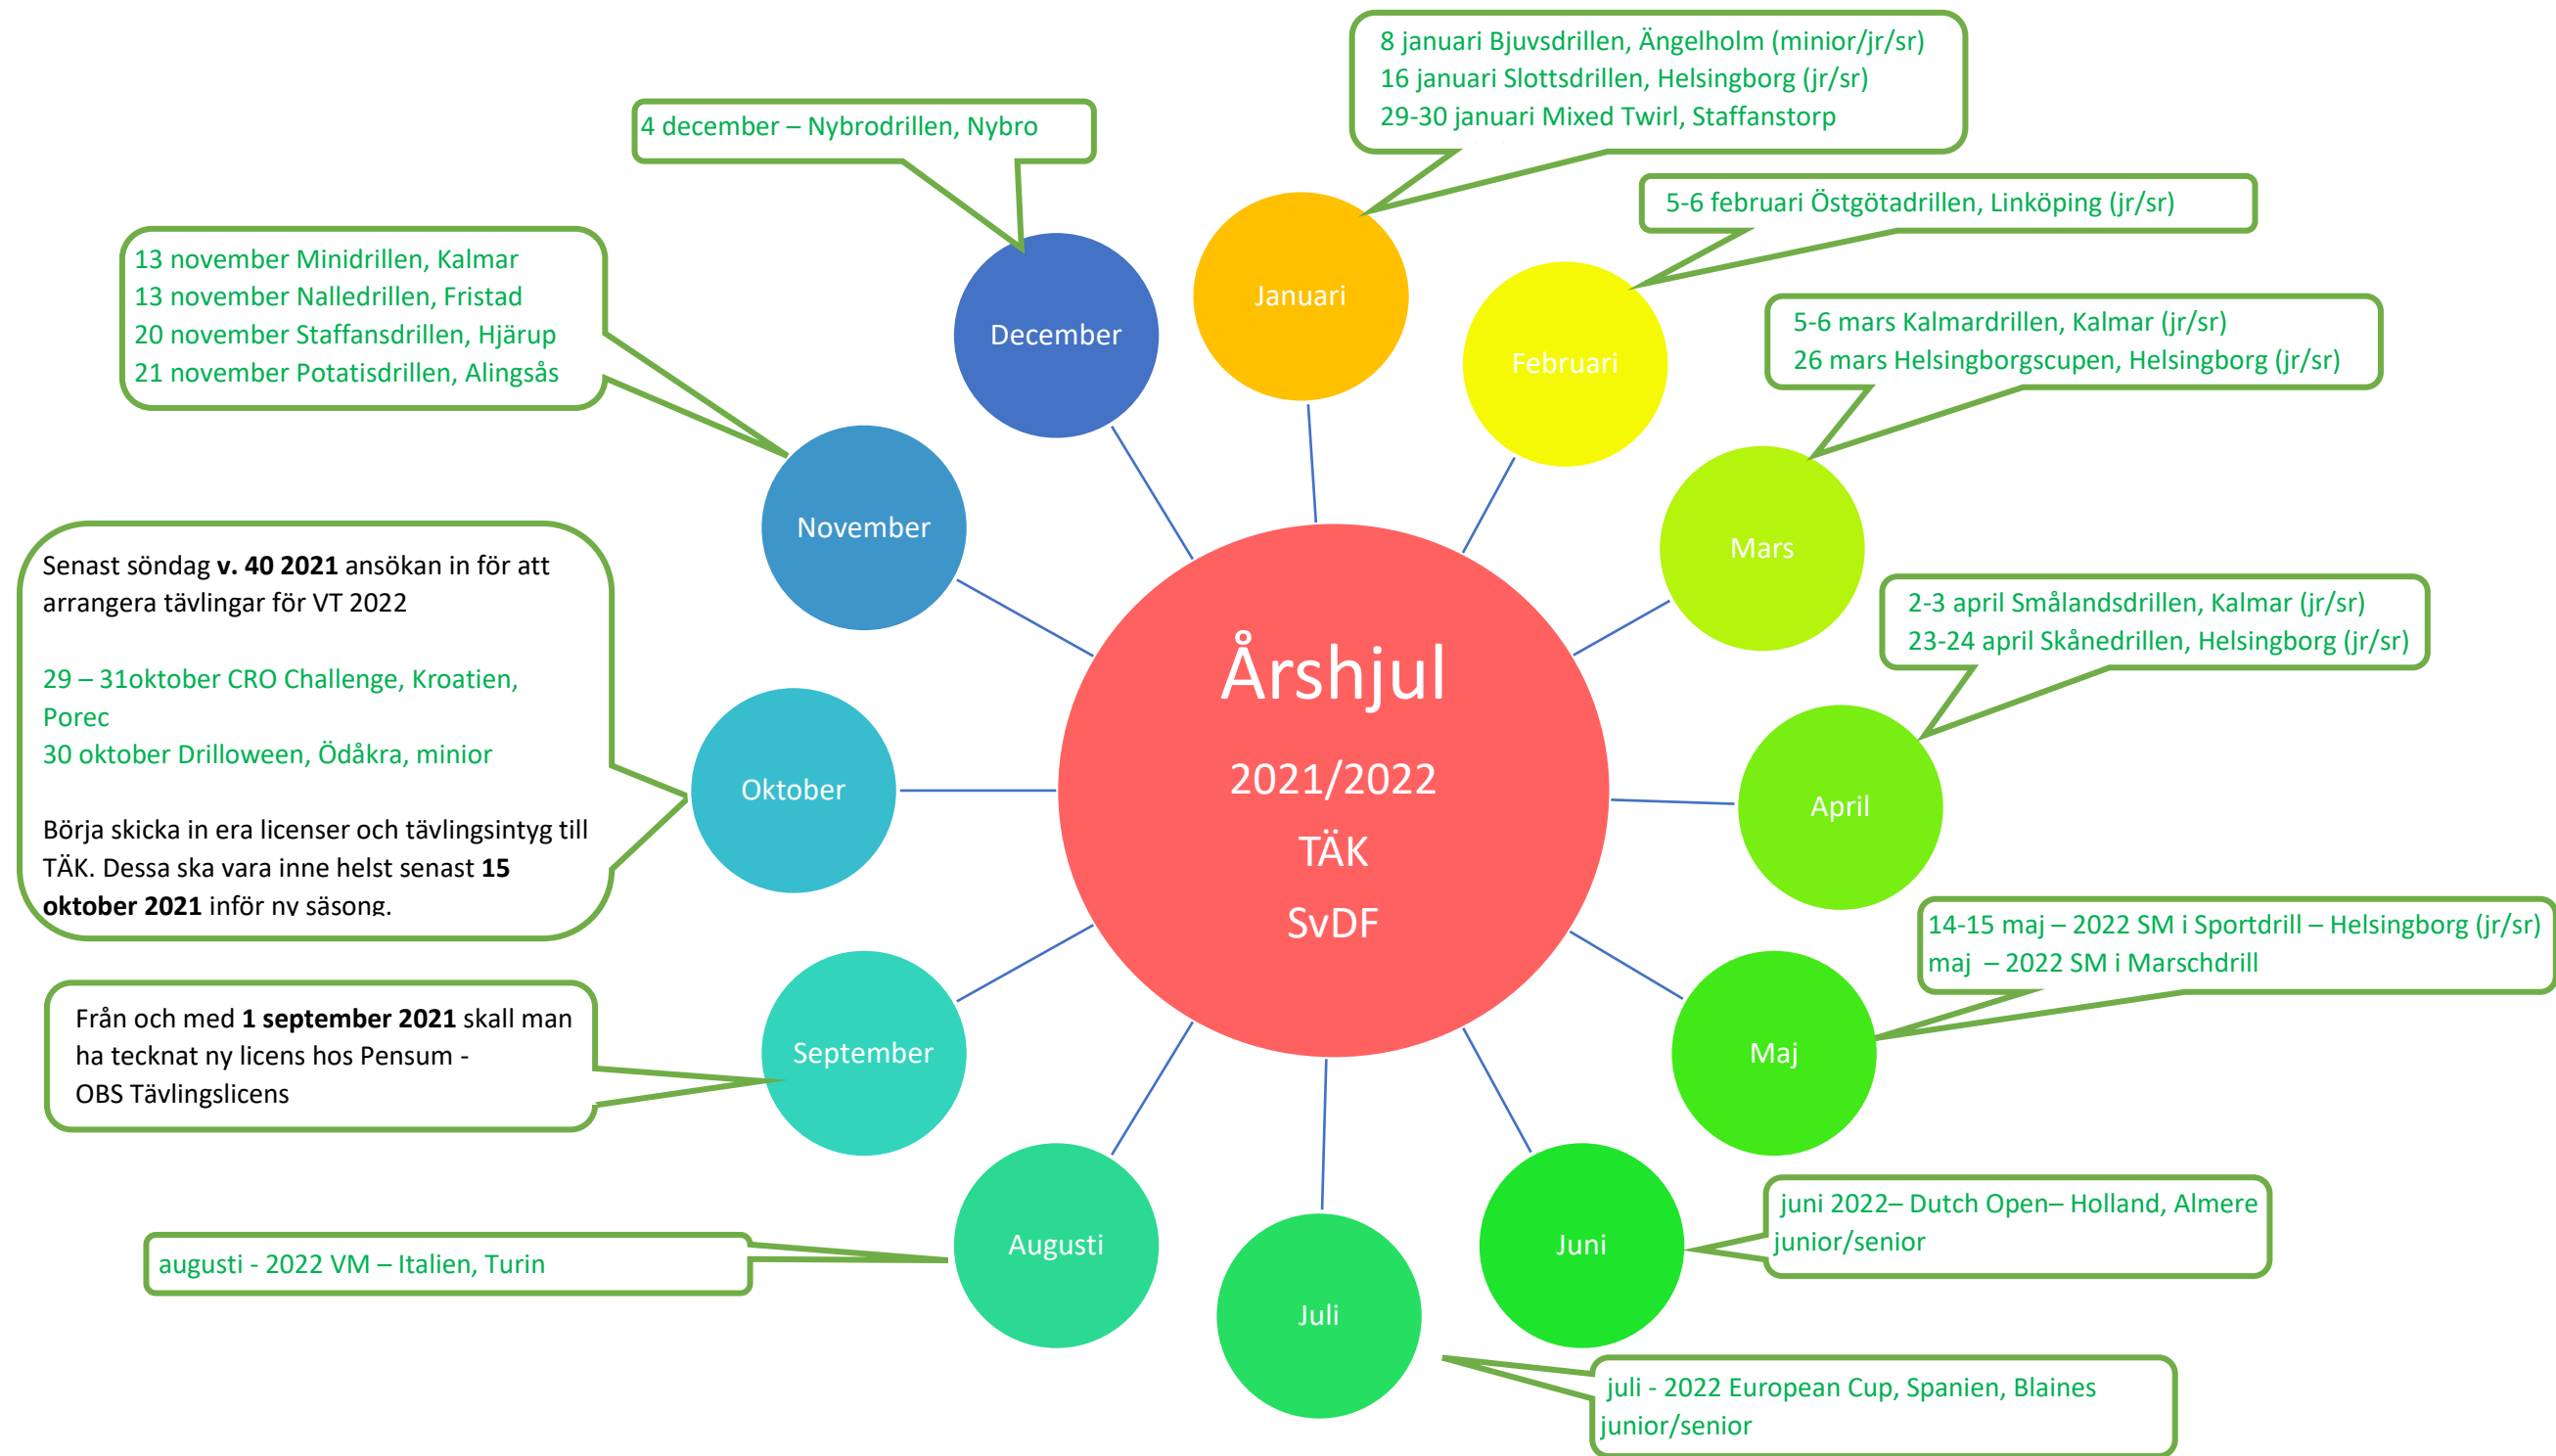 Årshjul
2021/2022
TÄK
SvDF
Januari
8 januari Bjuvsdrillen, Ängelholm (minior/jr/sr)
16 januari Slottsdrillen, Helsingborg (jr/sr)
29-30 januari Mixed Twirl, Staffanstorp
Februari
5-6 februari Östgötadrillen, Linköping (jr/sr)
Mars
5-6 mars Kalmardrillen, Kalmar (jr/sr)
26 mars Helsingborgscupen, Helsingborg (jr/sr)
April
2-3 april Smålandsdrillen, Kalmar (jr/sr)
23-24 april Skånedrillen, Helsingborg (jr/sr)
Maj
14-15 maj – 2022 SM i Sportdrill – Helsingborg (jr/sr)
maj – 2022 SM i Marschdrill
Juni
juni 2022– Dutch Open– Holland, Almere
junior/senior
Juli
juli - 2022 European Cup, Spanien, Blaines
junior/senior
Augusti
augusti - 2022 VM – Italien, Turin
September
Från och med 1 september 2021 skall man
ha tecknat ny licens hos Pensum -
OBS Tävlingslicens
Oktober
Senast söndag v. 40 2021 ansökan in för att
arrangera tävlingar för VT 2022
29 – 31oktober CRO Challenge, Kroatien,
Porec
30 oktober Drilloween, Ödåkra, minior
Börja skicka in era licenser och tävlingsintyg till
TÄK. Dessa ska vara inne helst senast 15
oktober 2021 inför ny säsong.
November
13 november Minidrillen, Kalmar
13 november Nalledrillen, Fristad
20 november Staffansdrillen, Hjärup
21 november Potatisdrillen, Alingsås
December
4 december – Nybrodrillen, Nybro